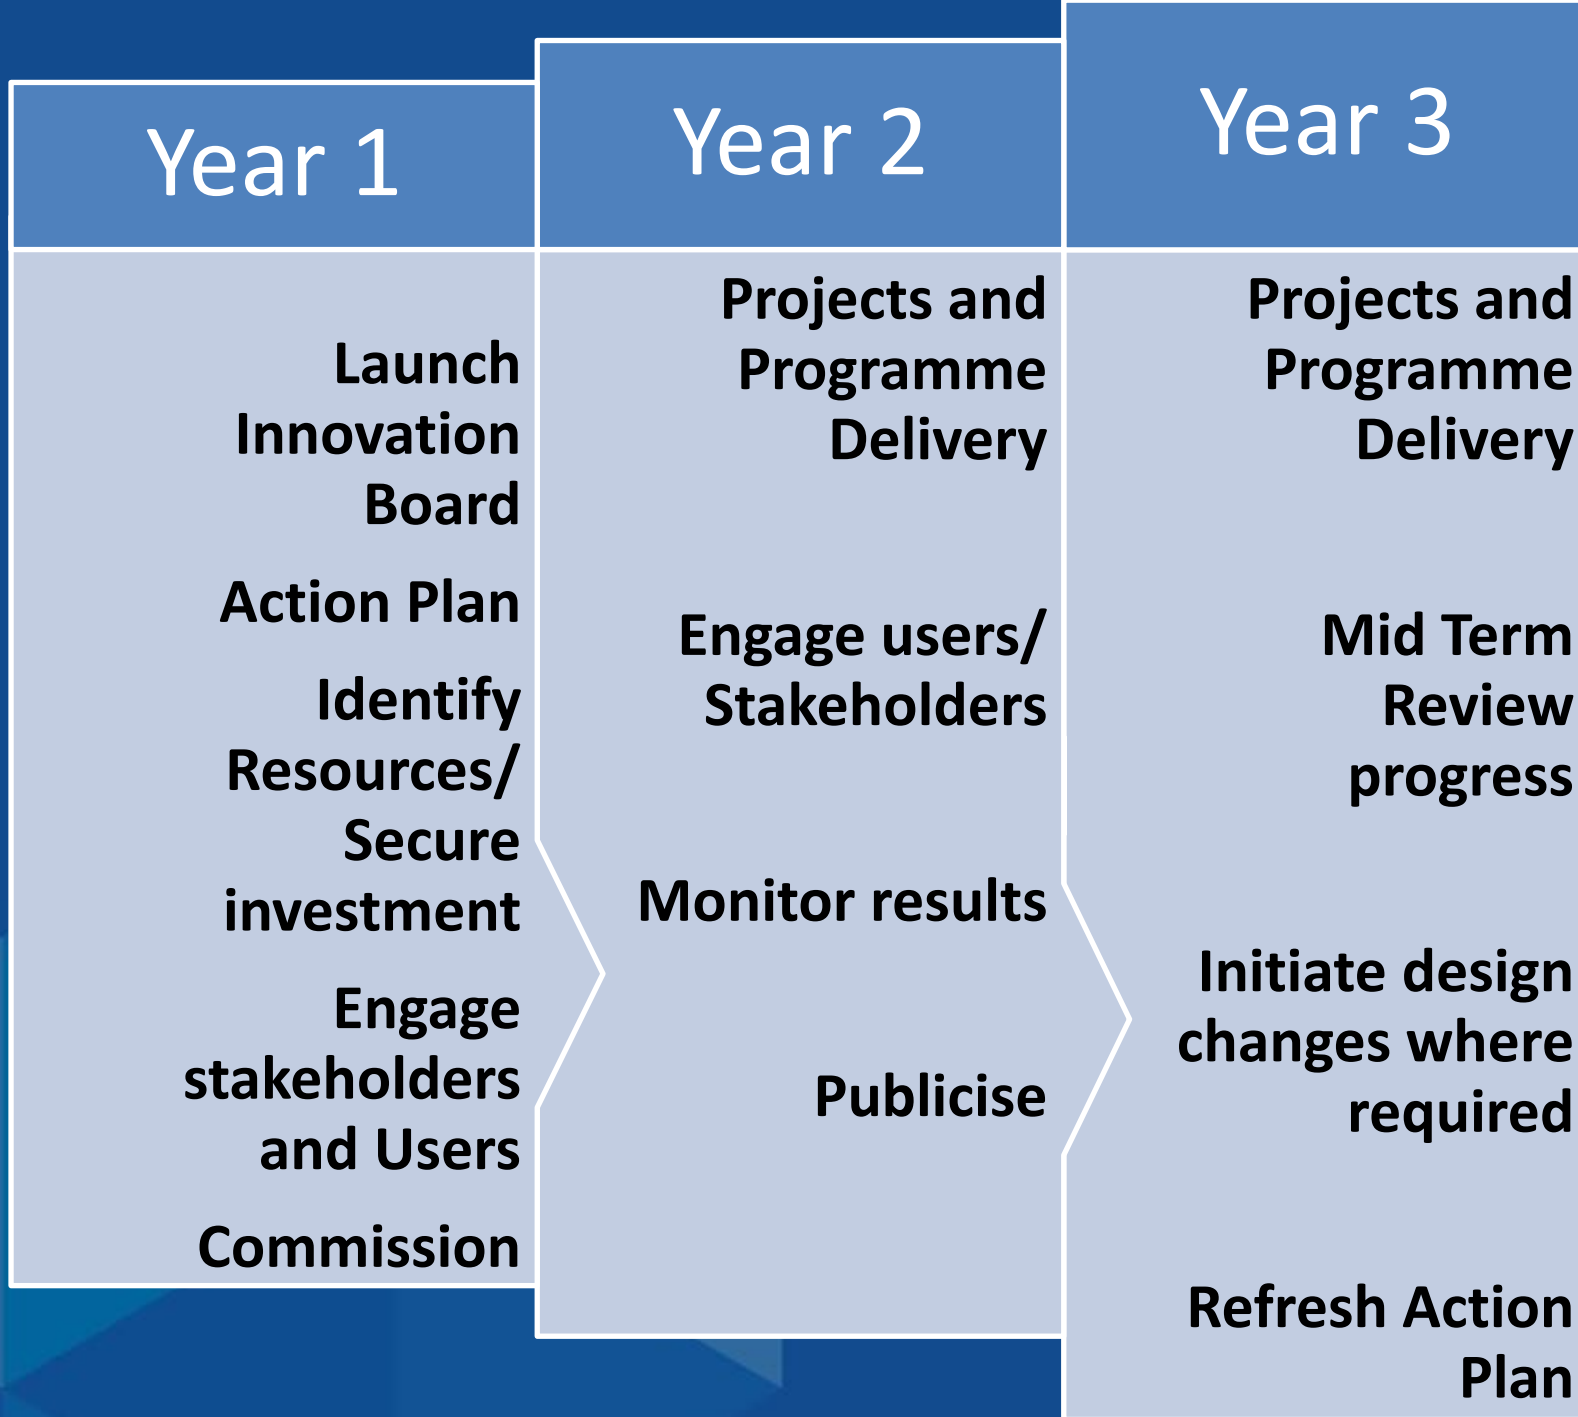 Year 1
Launch
Innovation
Board
Action Plan
Identify
Resources/
Secure
investment
Engage
stakeholders
and Users
Commission
Year 2
Projects and
Programme
Delivery
Engage users/
Stakeholders
Monitor results
Publicise
Year 3
Projects and
Programme
Delivery
Mid Term
Review
progress
Initiate design
changes where
required
Refresh Action
Plan